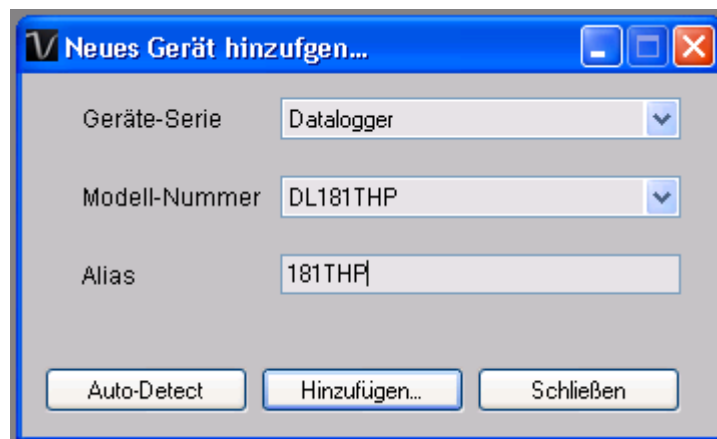 Neues Gerät hinzufgen...
Geräte-Serie Datalogger
Modell-Nummer DL181THP
Alias 181THP
Auto-Detect Hinzufügen... Schließen